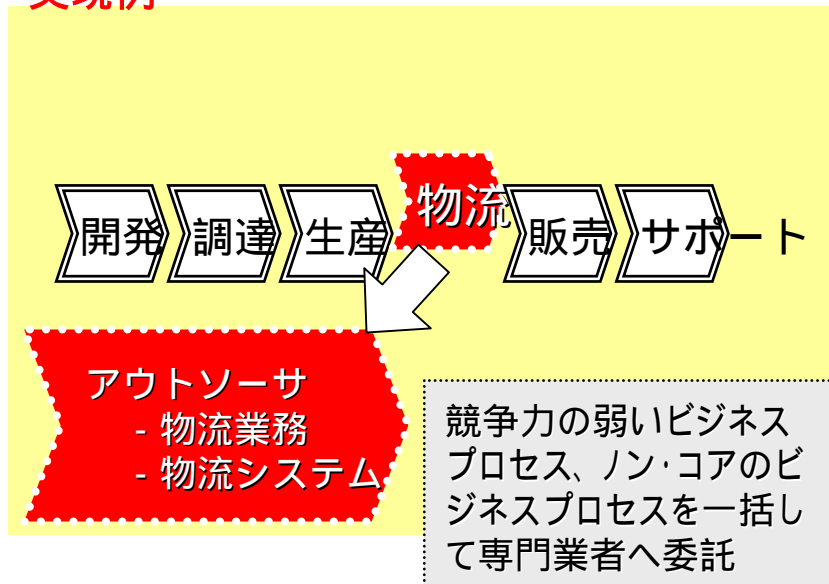 実現例
開発 調達 生産 物流 販売 サポート
アウトソーサ
- 物流業務
- 物流システム
競争力の弱いビジネス
プロセス、ノン・コアのビ
ジネスプロセスを一括し
て専門業者へ委託